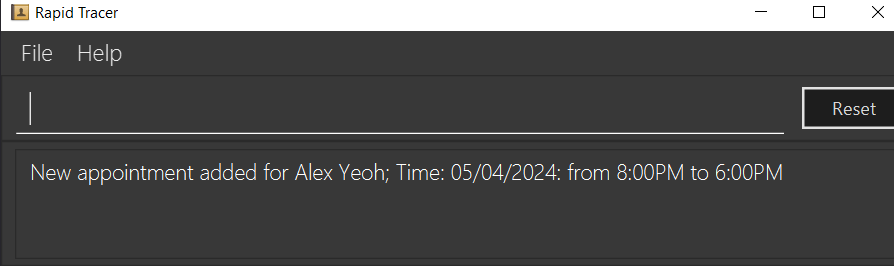 Rapid Tracer
File Help
Reset
New appointment added for Alex Yeoh; Time: 05/04/2024: from 8:00PM to 6:00PM